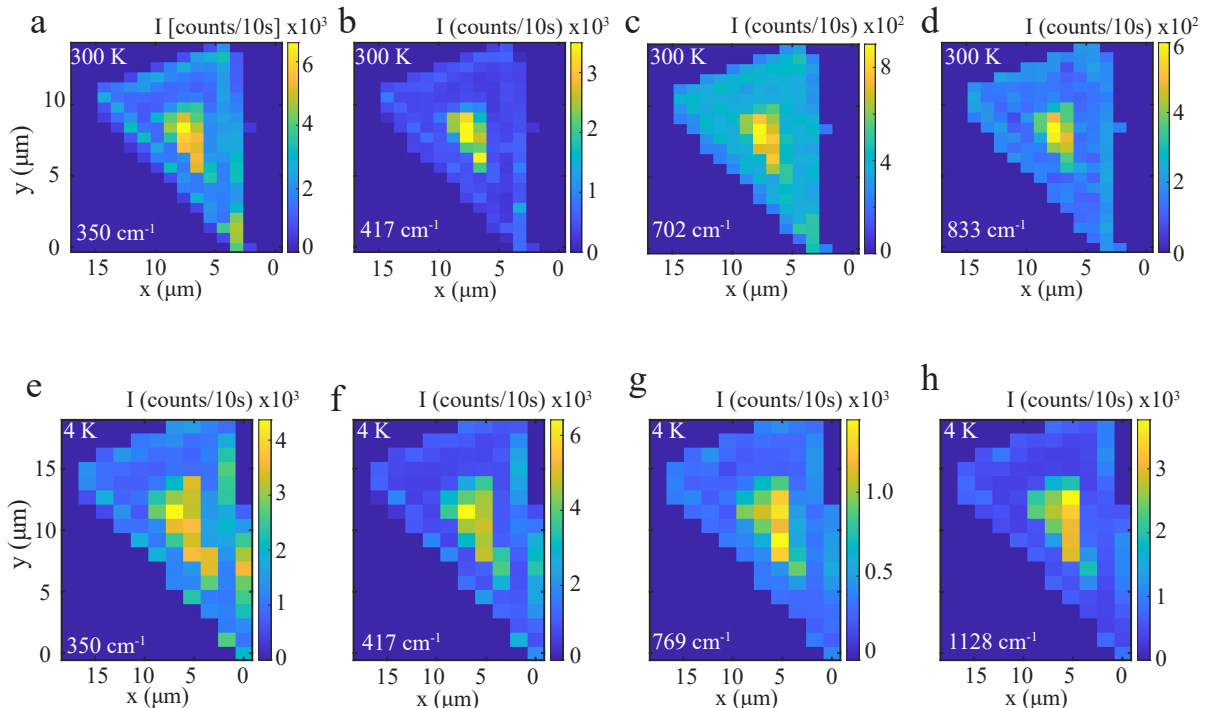 a
I [counts/10s] x10³
300 K
350 cm⁻¹
y (μm)
10
5
0
15
10
5
0
x (μm)
6
4
2
0
b
I (counts/10s) x10³
300 K
417 cm⁻¹
15
10
5
0
x (μm)
3
2
1
0
c
I (counts/10s) x10²
300 K
702 cm⁻¹
15
10
5
0
x (μm)
8
4
0
d
I (counts/10s) x10²
300 K
833 cm⁻¹
15
10
5
0
x (μm)
6
4
2
0
e
I (counts/10s) x10³
4 K
350 cm⁻¹
y (μm)
15
10
5
0
15
10
5
0
x (μm)
4
3
2
1
0
f
I (counts/10s) x10³
4 K
417 cm⁻¹
15
10
5
0
x (μm)
6
4
2
0
g
I (counts/10s) x10³
4 K
769 cm⁻¹
15
10
5
0
x (μm)
1.0
0.5
0
h
I (counts/10s) x10³
4 K
1128 cm⁻¹
15
10
5
0
x (μm)
3
2
1
0